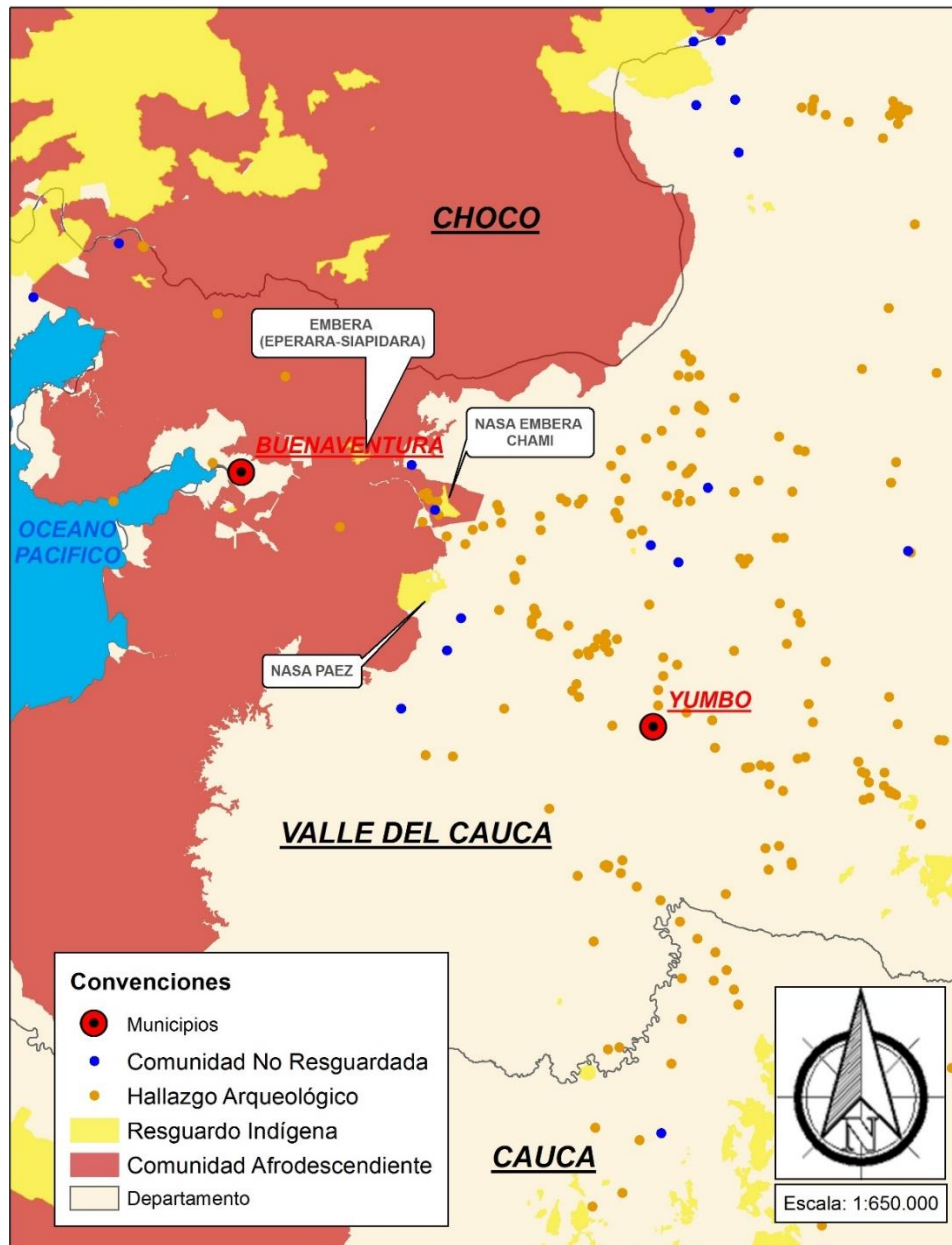 CHOCO
EMBERA
(EPERARA-SIAPIDARA)
NASA EMBERA
CHAMI
BUENAVENTURA
OCEANO
PACIFICO
NASA PAEZ
YUMBO
VALLE DEL CAUCA
Convenciones
Municipios
Comunidad No Resguardada
Hallazgo Arqueológico
Resguardo Indígena
Comunidad Afrodescendiente
Departamento
CAUCA
N
Escala: 1:650.000